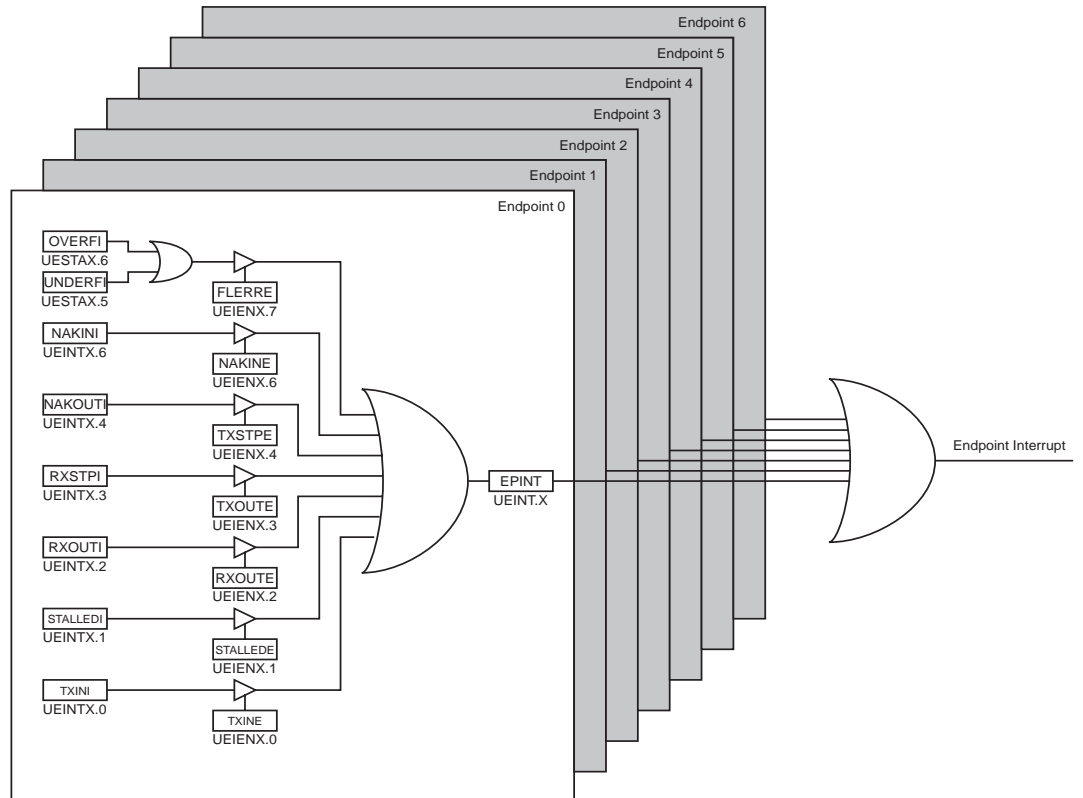 Endpoint 6
Endpoint 5
Endpoint 4
Endpoint 3
Endpoint 2
Endpoint 1
Endpoint 0
OVERFI
UESTAX.6
UNDERFI
UESTAX.5
FLERRE
UEIENX.7
NAKINI
UEINTX.6
NAKINE
UEIENX.6
NAKOUTI
UEINTX.4
TXSTPE
UEIENX.4
RXSTPI
UEINTX.3
TXOUTE
UEIENX.3
RXOUTI
UEINTX.2
RXOUTE
UEIENX.2
STALLEDI
UEINTX.1
STALLEDE
UEIENX.1
TXINI
UEINTX.0
TXINE
UEIENX.0
EPINT
UEINT.X
Endpoint Interrupt